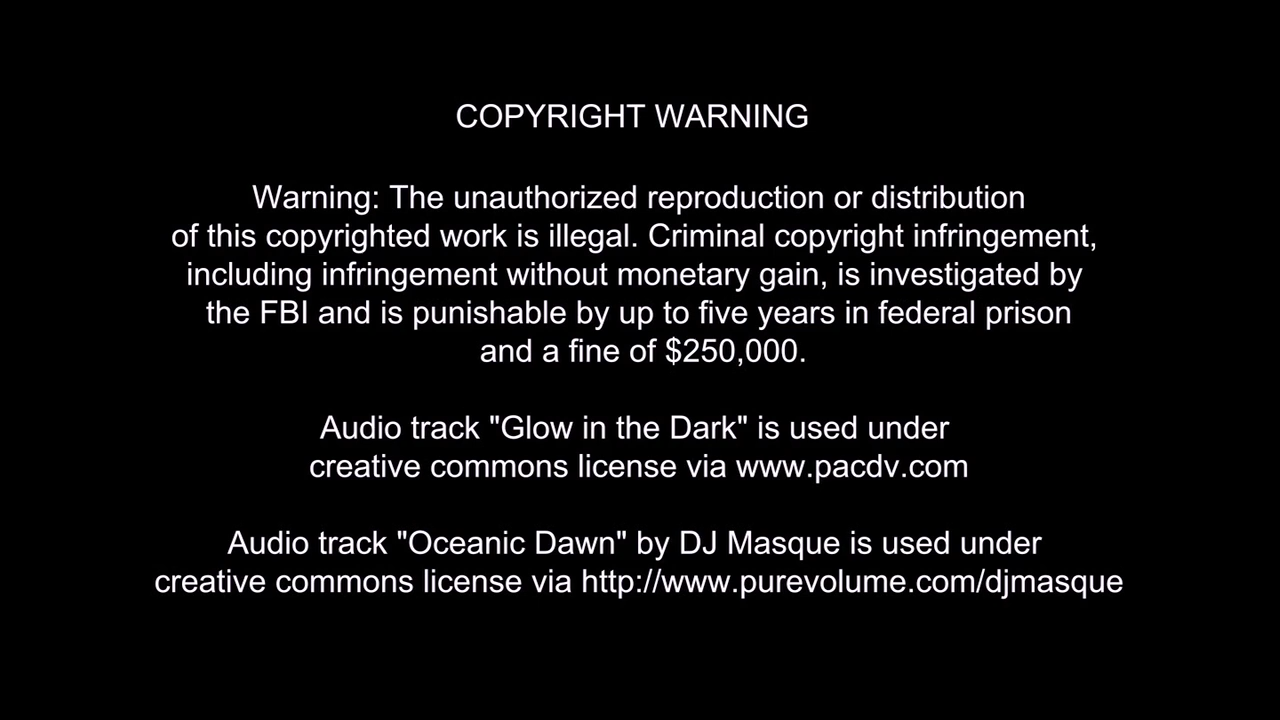 COPYRIGHT WARNING
Warning: The unauthorized reproduction or distribution
of this copyrighted work is illegal. Criminal copyright infringement,
including infringement without monetary gain, is investigated by
the FBI and is punishable by up to five years in federal prison
and a fine of $250,000.
Audio track "Glow in the Dark" is used under
creative commons license via www.pacdv.com
Audio track "Oceanic Dawn" by DJ Masque is used under
creative commons license via http://www.purevolume.com/djmasque